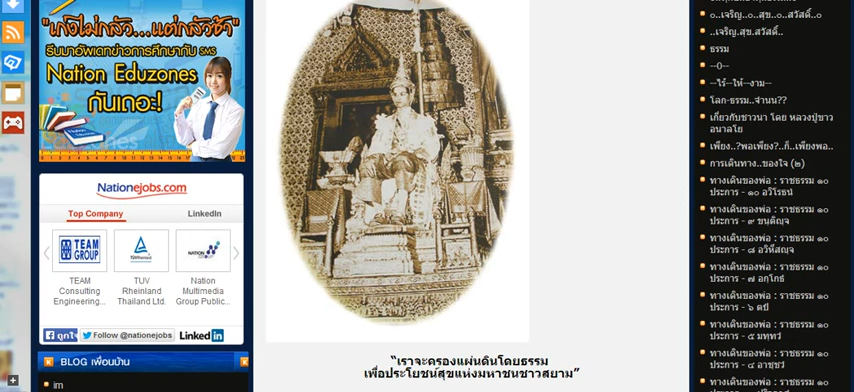 "เก่งไม่กลัว...แต่กลัวช้า"
รีบมาอัพเดทข่าวการศึกษากับ SMS
Nation Eduzones
กันเถอะ!
Nationejobs.com
Top Company
LinkedIn
TEAM GROUP
TEAM
Consulting
Engineering...
TUV
Rheinland
Thailand Ltd.
NATION GROUP
Nation
Multimedia
Group Public...
ถูกใจ
Follow @nationejobs
Linked in
BLOG เพื่อนบ้าน
im
"เราจะครองแผ่นดินโดยธรรม
เพื่อประโยชน์สุขแห่งมหาชนชาวสยาม"
o..เจริญ..o..สุข..o..สวัสดิ์..o
..เจริญ.สุข.สวัสดิ์..
ธรรม
--0--
--ไร้--ให้--งาม--
โลก-ธรรม..จำนน??
เกี่ยวกับชาวนา โดย หลวงปู่ขาว
อนาลโย
เพียง..?พอเพียง?..ก็..เพียงพอ..
การเดินทาง..ของใจ (๒)
ทางเดินของพ่อ : ราชธรรม ๑๐
ประการ - ๑๐ อวิโรธน์
ทางเดินของพ่อ : ราชธรรม ๑๐
ประการ - ๙ ขนฺติญฺจ
ทางเดินของพ่อ : ราชธรรม ๑๐
ประการ - ๘ อวิหึสญฺจ
ทางเดินของพ่อ : ราชธรรม ๑๐
ประการ - ๗ อกฺโกธํ
ทางเดินของพ่อ : ราชธรรม ๑๐
ประการ - ๖ ตปํ
ทางเดินของพ่อ : ราชธรรม ๑๐
ประการ - ๕ มทฺทวํ
ทางเดินของพ่อ : ราชธรรม ๑๐
ประการ - ๔ อาชฺชวํ
ทางเดินของพ่อ : ราชธรรม ๑๐